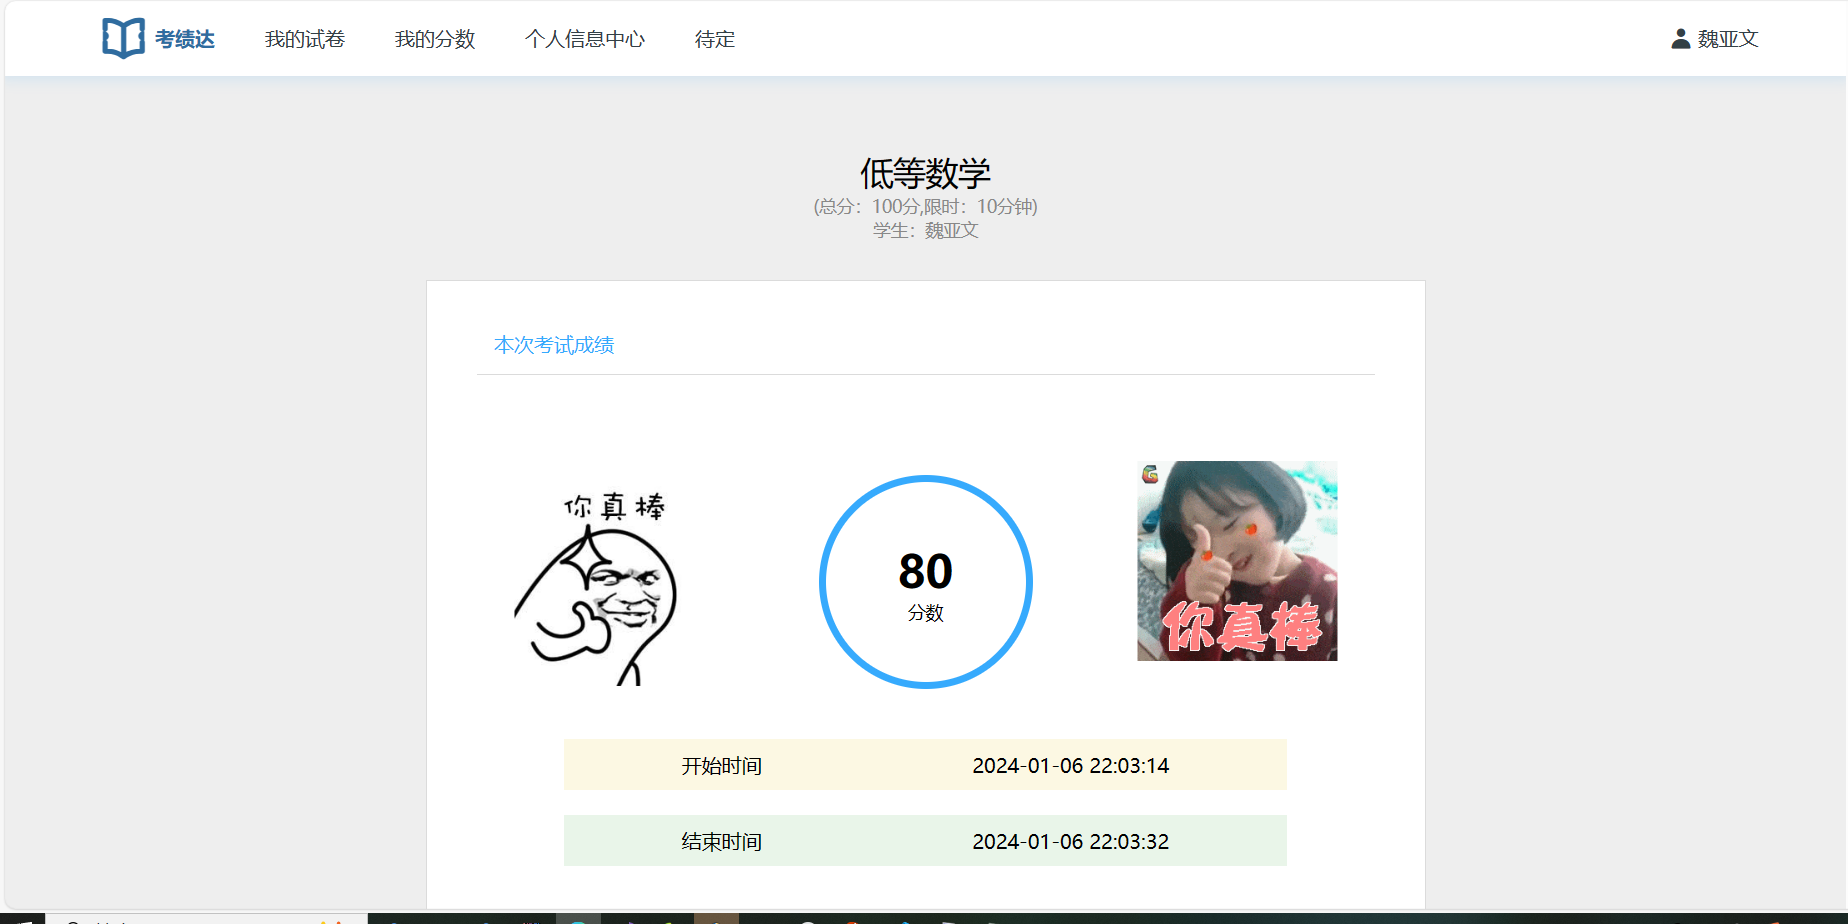 考绩达 我的试卷 我的分数 个人信息中心 待定 魏亚文
低等数学
(总分：100分,限时：10分钟)
学生：魏亚文
本次考试成绩
你真棒
80
分数
G
你真棒
开始时间 2024-01-06 22:03:14
结束时间 2024-01-06 22:03:32